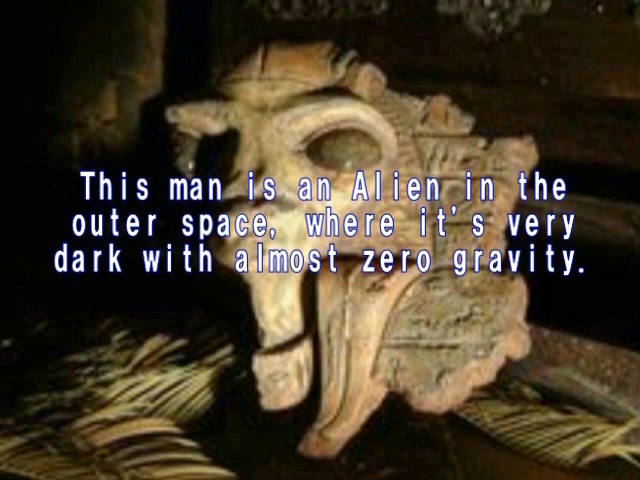 This man is an Alien in the
outer space, where it's very
dark with almost zero gravity.